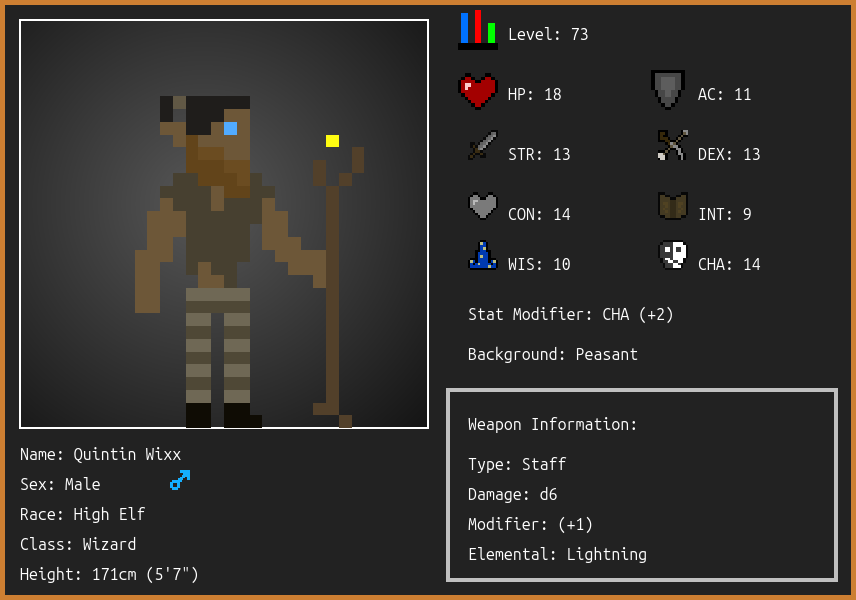 Level: 73
HP: 18
AC: 11
STR: 13
DEX: 13
CON: 14
INT: 9
WIS: 10
CHA: 14
Stat Modifier: CHA (+2)
Background: Peasant
Weapon Information:
Type: Staff
Damage: d6
Modifier: (+1)
Elemental: Lightning
Name: Quintin Wixx
Sex: Male
Race: High Elf
Class: Wizard
Height: 171cm (5'7")